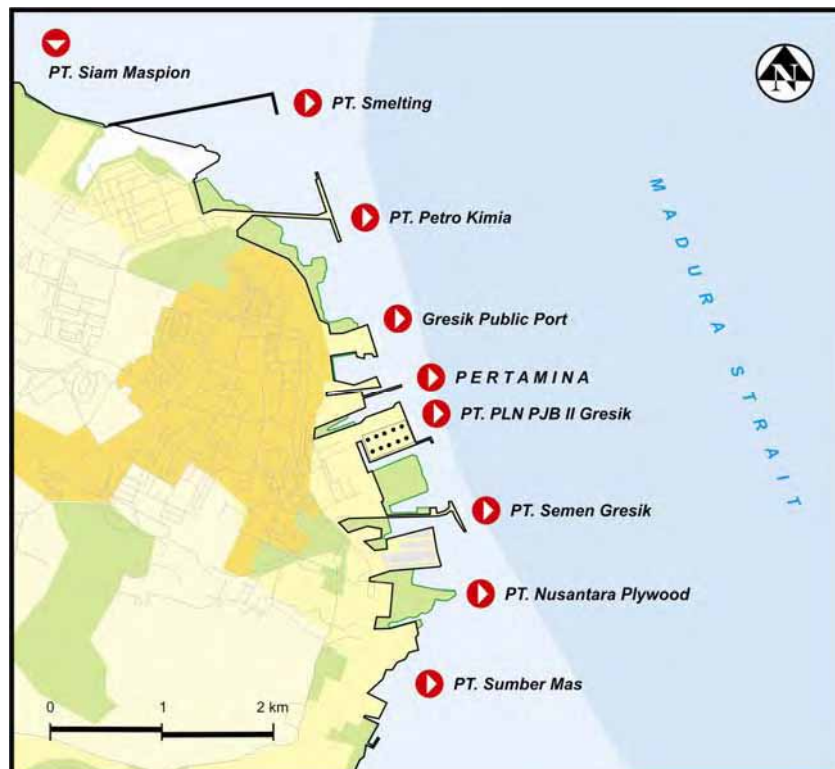 PT. Siam Maspion
PT. Smelting
N
PT. Petro Kimia
MADURA STRAIT
Gresik Public Port
PERTAMINA
PT. PLN PJB II Gresik
PT. Semen Gresik
PT. Nusantara Plywood
PT. Sumber Mas
0 1 2 km